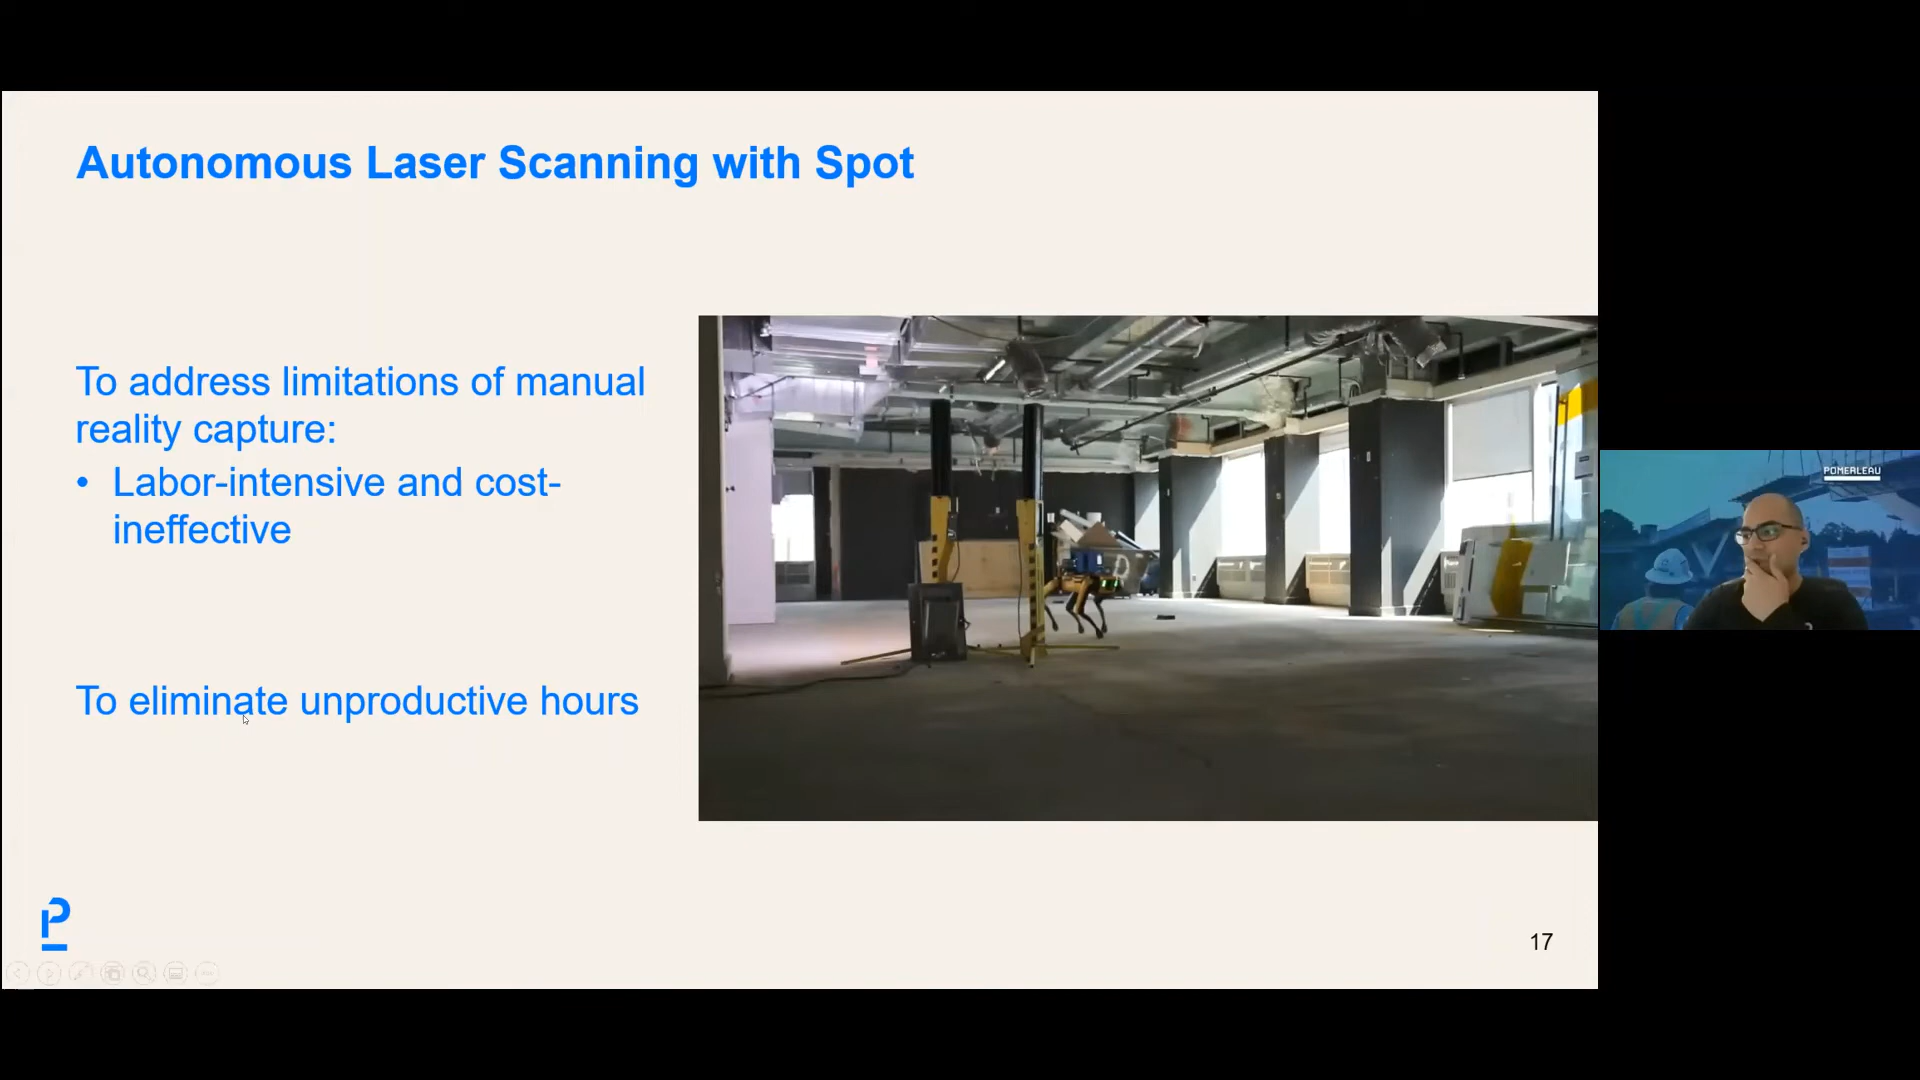 Autonomous Laser Scanning with Spot
To address limitations of manual
reality capture:
• Labor-intensive and cost-
ineffective
To eliminate unproductive hours
17
POMERLEAU